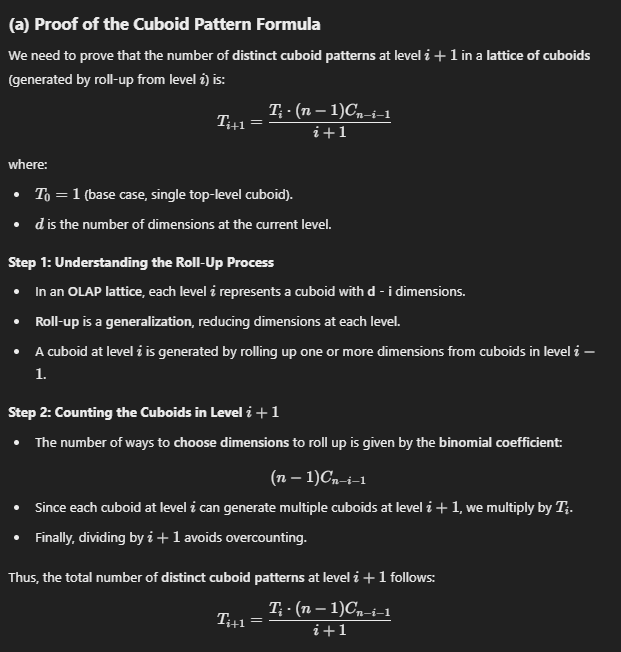 (a) Proof of the Cuboid Pattern Formula
We need to prove that the number of distinct cuboid patterns at level i + 1 in a lattice of cuboids
(generated by roll-up from level i) is:
T_{i+1} = \frac{T_i \cdot (n-1)C_{n-i-1}}{i+1}
where:
• T_0 = 1 (base case, single top-level cuboid).
• d is the number of dimensions at the current level.
Step 1: Understanding the Roll-Up Process
• In an OLAP lattice, each level i represents a cuboid with d - i dimensions.
• Roll-up is a generalization, reducing dimensions at each level.
• A cuboid at level i is generated by rolling up one or more dimensions from cuboids in level i −
1.
Step 2: Counting the Cuboids in Level i + 1
• The number of ways to choose dimensions to roll up is given by the binomial coefficient:
(n − 1)C_{n−i−1}
• Since each cuboid at level i can generate multiple cuboids at level i + 1, we multiply by T_i.
• Finally, dividing by i + 1 avoids overcounting.
Thus, the total number of distinct cuboid patterns at level i + 1 follows:
T_{i+1} = \frac{T_i \cdot (n-1)C_{n-i-1}}{i+1}